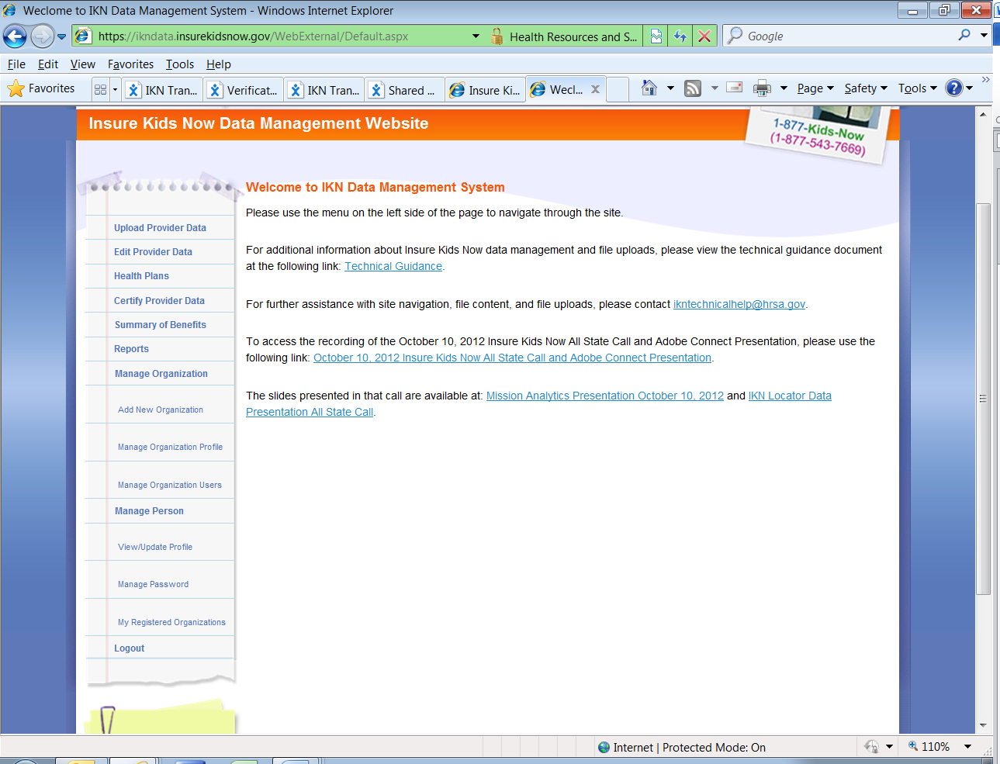 Weclome to IKN Data Management System - Windows Internet Explorer
https://ikndata.insurekidsnow.gov/WebExternal/Default.aspx
Health Resources and S...
Google
File Edit View Favorites Tools Help
Favorites
IKN Tran...
Verificat...
IKN Tran...
Shared ...
Insure Ki...
Wecl...
Page
Safety
Tools
Insure Kids Now Data Management Website
1-877-Kids-Now
(1-877-543-7669)
Upload Provider Data
Edit Provider Data
Health Plans
Certify Provider Data
Summary of Benefits
Reports
Manage Organization
Add New Organization
Manage Organization Profile
Manage Organization Users
Manage Person
View/Update Profile
Manage Password
My Registered Organizations
Logout
Welcome to IKN Data Management System
Please use the menu on the left side of the page to navigate through the site.
For additional information about Insure Kids Now data management and file uploads, please view the technical guidance document
at the following link: Technical Guidance.
For further assistance with site navigation, file content, and file uploads, please contact ikntechnicalhelp@hrsa.gov.
To access the recording of the October 10, 2012 Insure Kids Now All State Call and Adobe Connect Presentation, please use the
following link: October 10, 2012 Insure Kids Now All State Call and Adobe Connect Presentation.
The slides presented in that call are available at: Mission Analytics Presentation October 10, 2012 and IKN Locator Data
Presentation All State Call.
Internet | Protected Mode: On
110%